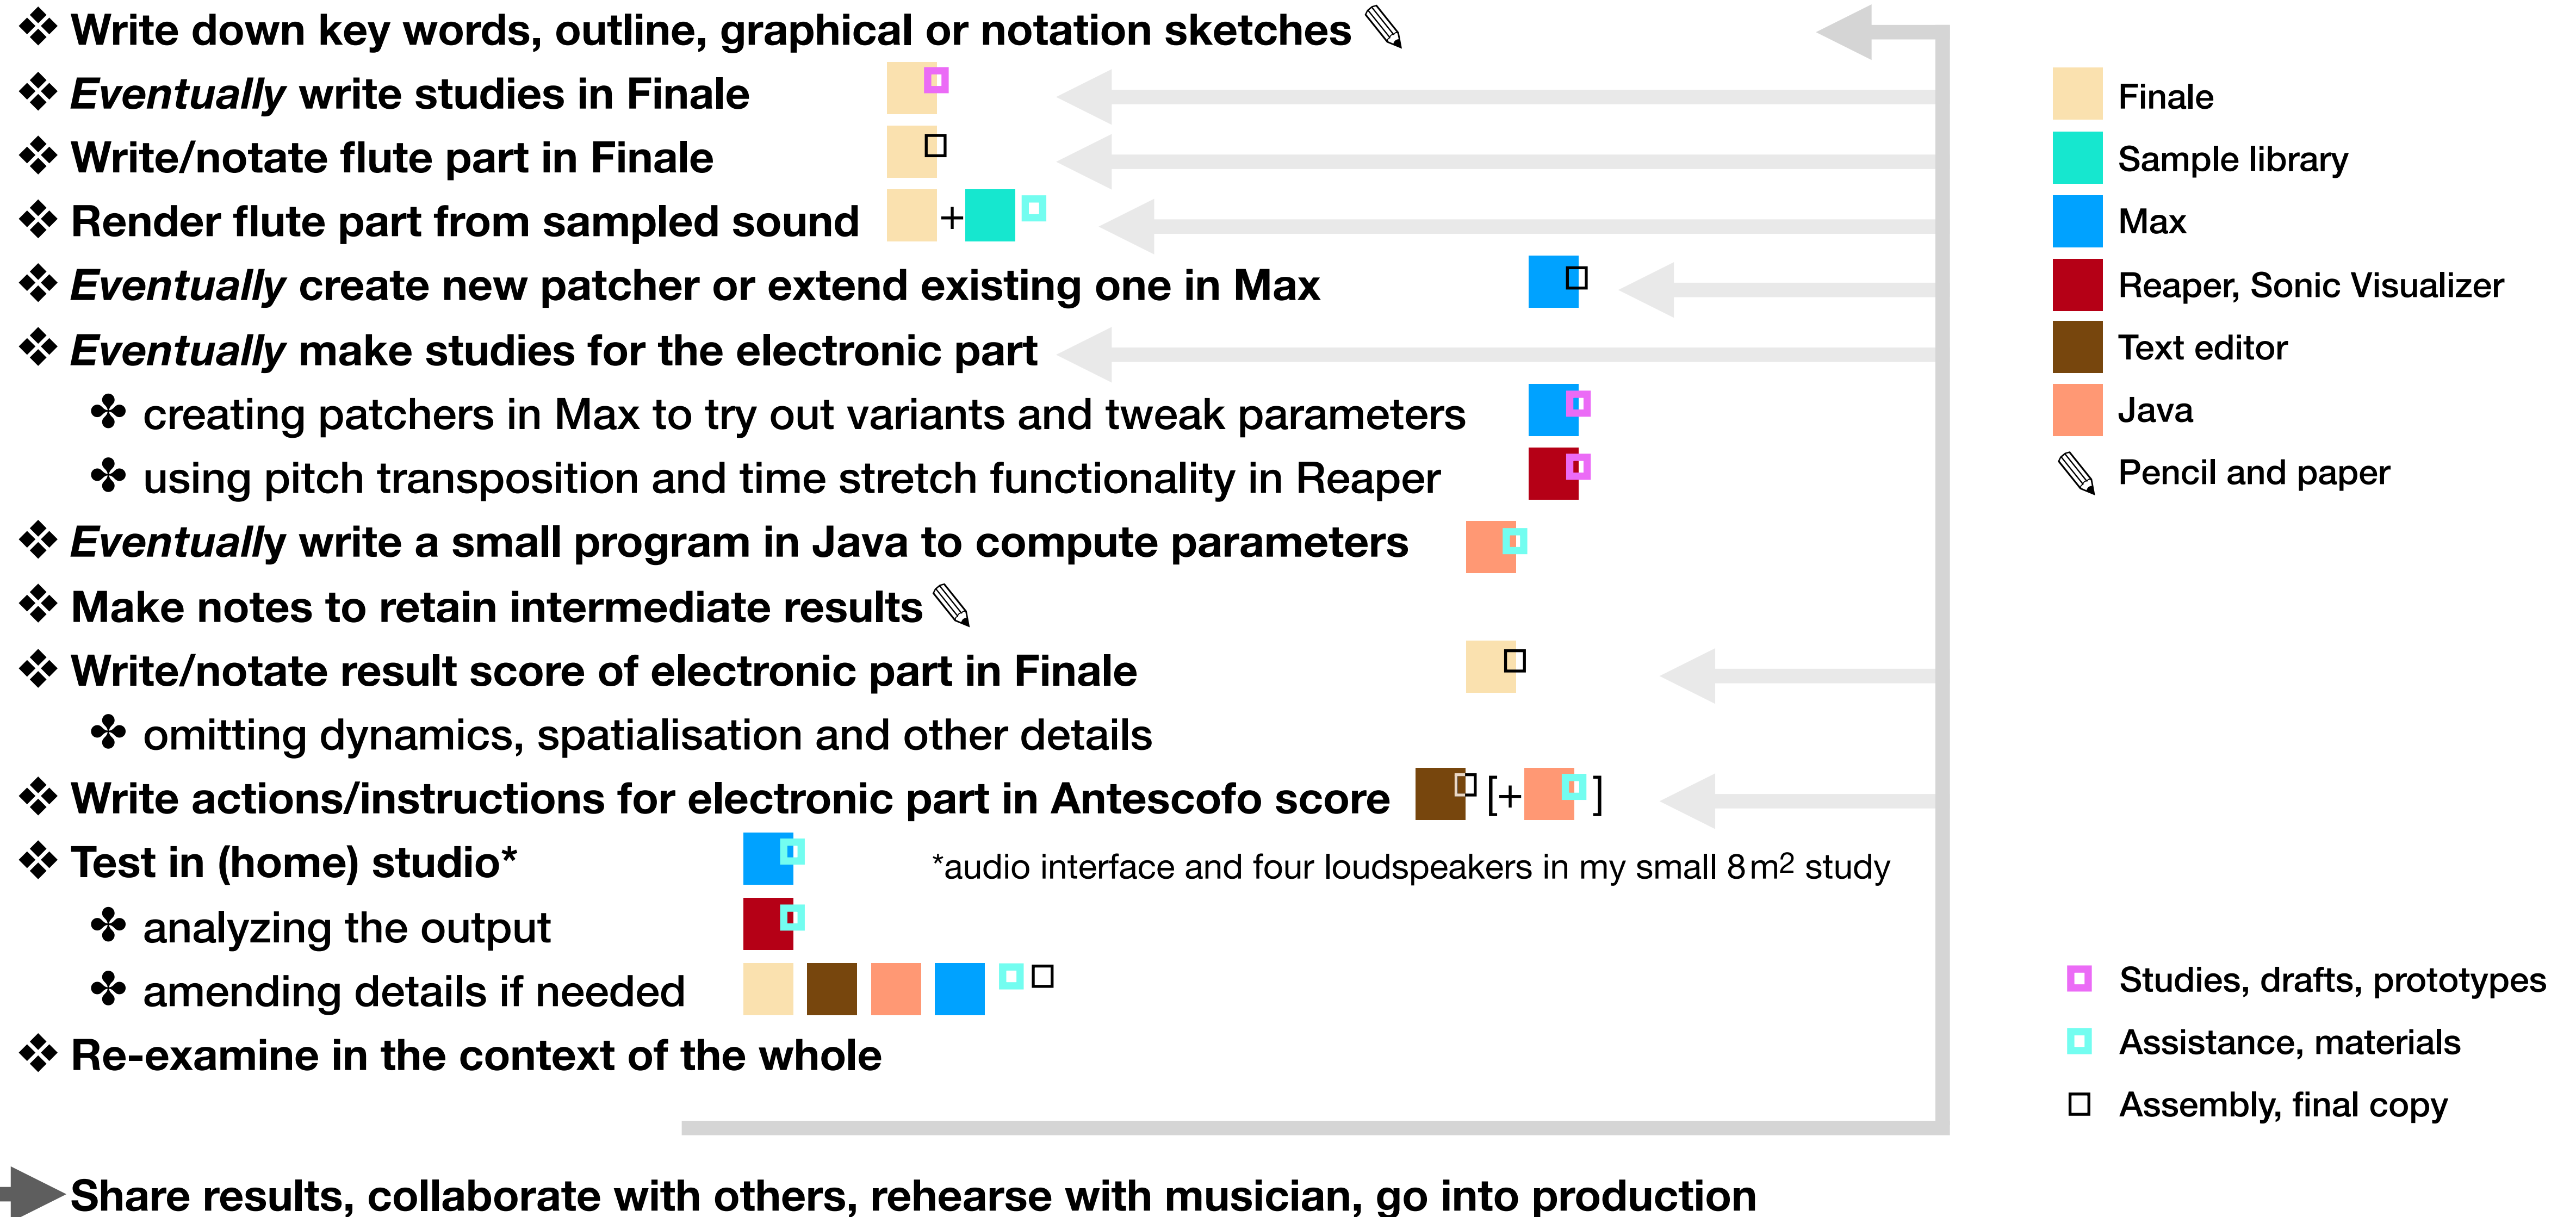 ❖ Write down key words, outline, graphical or notation sketches ✎
❖ Eventually write studies in Finale
❖ Write/notate flute part in Finale
❖ Render flute part from sampled sound +
❖ Eventually create new patcher or extend existing one in Max
❖ Eventually make studies for the electronic part
✤ creating patchers in Max to try out variants and tweak parameters
✤ using pitch transposition and time stretch functionality in Reaper
❖ Eventually write a small program in Java to compute parameters
❖ Make notes to retain intermediate results ✎
❖ Write/notate result score of electronic part in Finale
✤ omitting dynamics, spatialisation and other details
❖ Write actions/instructions for electronic part in Antescofo score [+ ]
❖ Test in (home) studio*
*audio interface and four loudspeakers in my small 8 m² study
✤ analyzing the output
✤ amending details if needed
❖ Re-examine in the context of the whole
Share results, collaborate with others, rehearse with musician, go into production
Finale
Sample library
Max
Reaper, Sonic Visualizer
Text editor
Java
✎ Pencil and paper
Studies, drafts, prototypes
Assistance, materials
Assembly, final copy